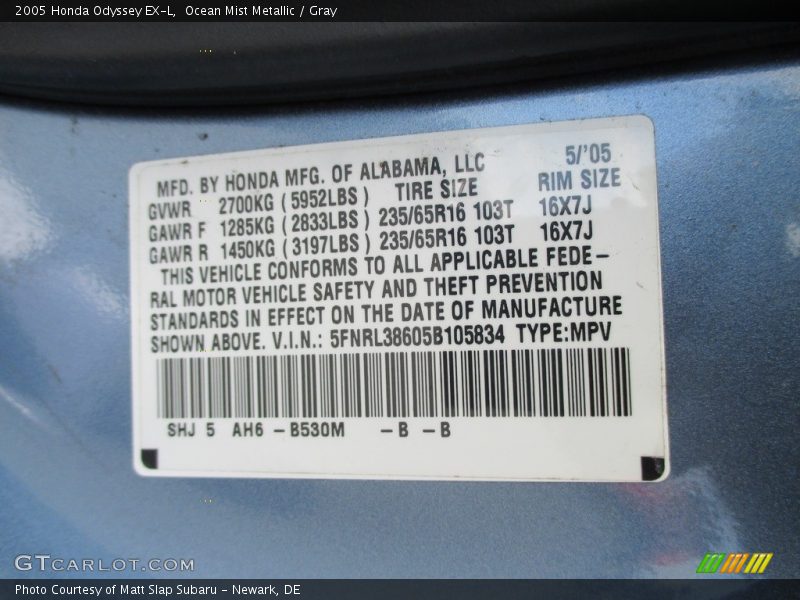 2005 Honda Odyssey EX-L, Ocean Mist Metallic / Gray
MFD. BY HONDA MFG. OF ALABAMA, LLC 5/'05
GVWR 2700KG ( 5952LBS ) TIRE SIZE RIM SIZE
GAWR F 1285KG ( 2833LBS ) 235/65R16 103T 16X7J
GAWR R 1450KG ( 3197LBS ) 235/65R16 103T 16X7J
THIS VEHICLE CONFORMS TO ALL APPLICABLE FEDE-
RAL MOTOR VEHICLE SAFETY AND THEFT PREVENTION
STANDARDS IN EFFECT ON THE DATE OF MANUFACTURE
SHOWN ABOVE. V.I.N.: 5FNRL38605B105834 TYPE:MPV
SHJ 5 AH6 -B530M -B -B
GTCARLOT.COM
Photo Courtesy of Matt Slap Subaru - Newark, DE